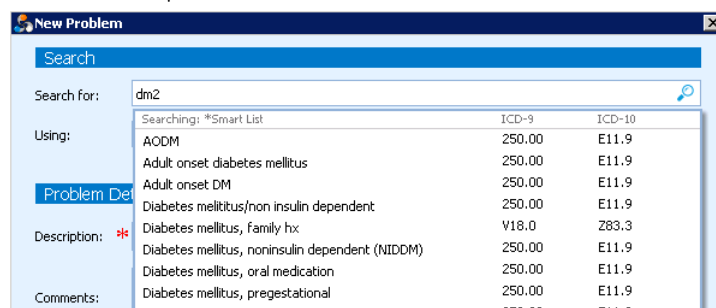 New Problem
Search
Search for: dm2
Using:
Searching: *Smart List ICD-9 ICD-10
AODM 250.00 E11.9
Adult onset diabetes mellitus 250.00 E11.9
Adult onset DM 250.00 E11.9
Diabetes melititus/non insulin dependent 250.00 E11.9
Diabetes mellitus, family hx V18.0 Z83.3
Diabetes mellitus, noninsulin dependent (NIDDM) 250.00 E11.9
Diabetes mellitus, oral medication 250.00 E11.9
Diabetes mellitus, pregestational 250.00 E11.9
Problem Det
Description: *
Comments: